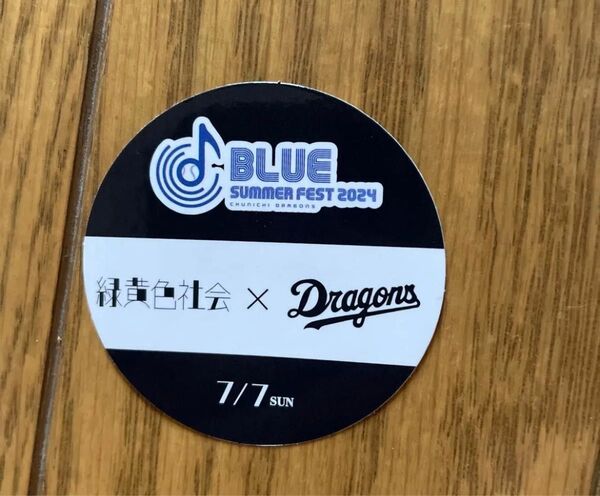 BLUE
SUMMER FEST 2024
CHUNICHI DRAGONS
緑黄色社会 × Dragons
7/7 SUN